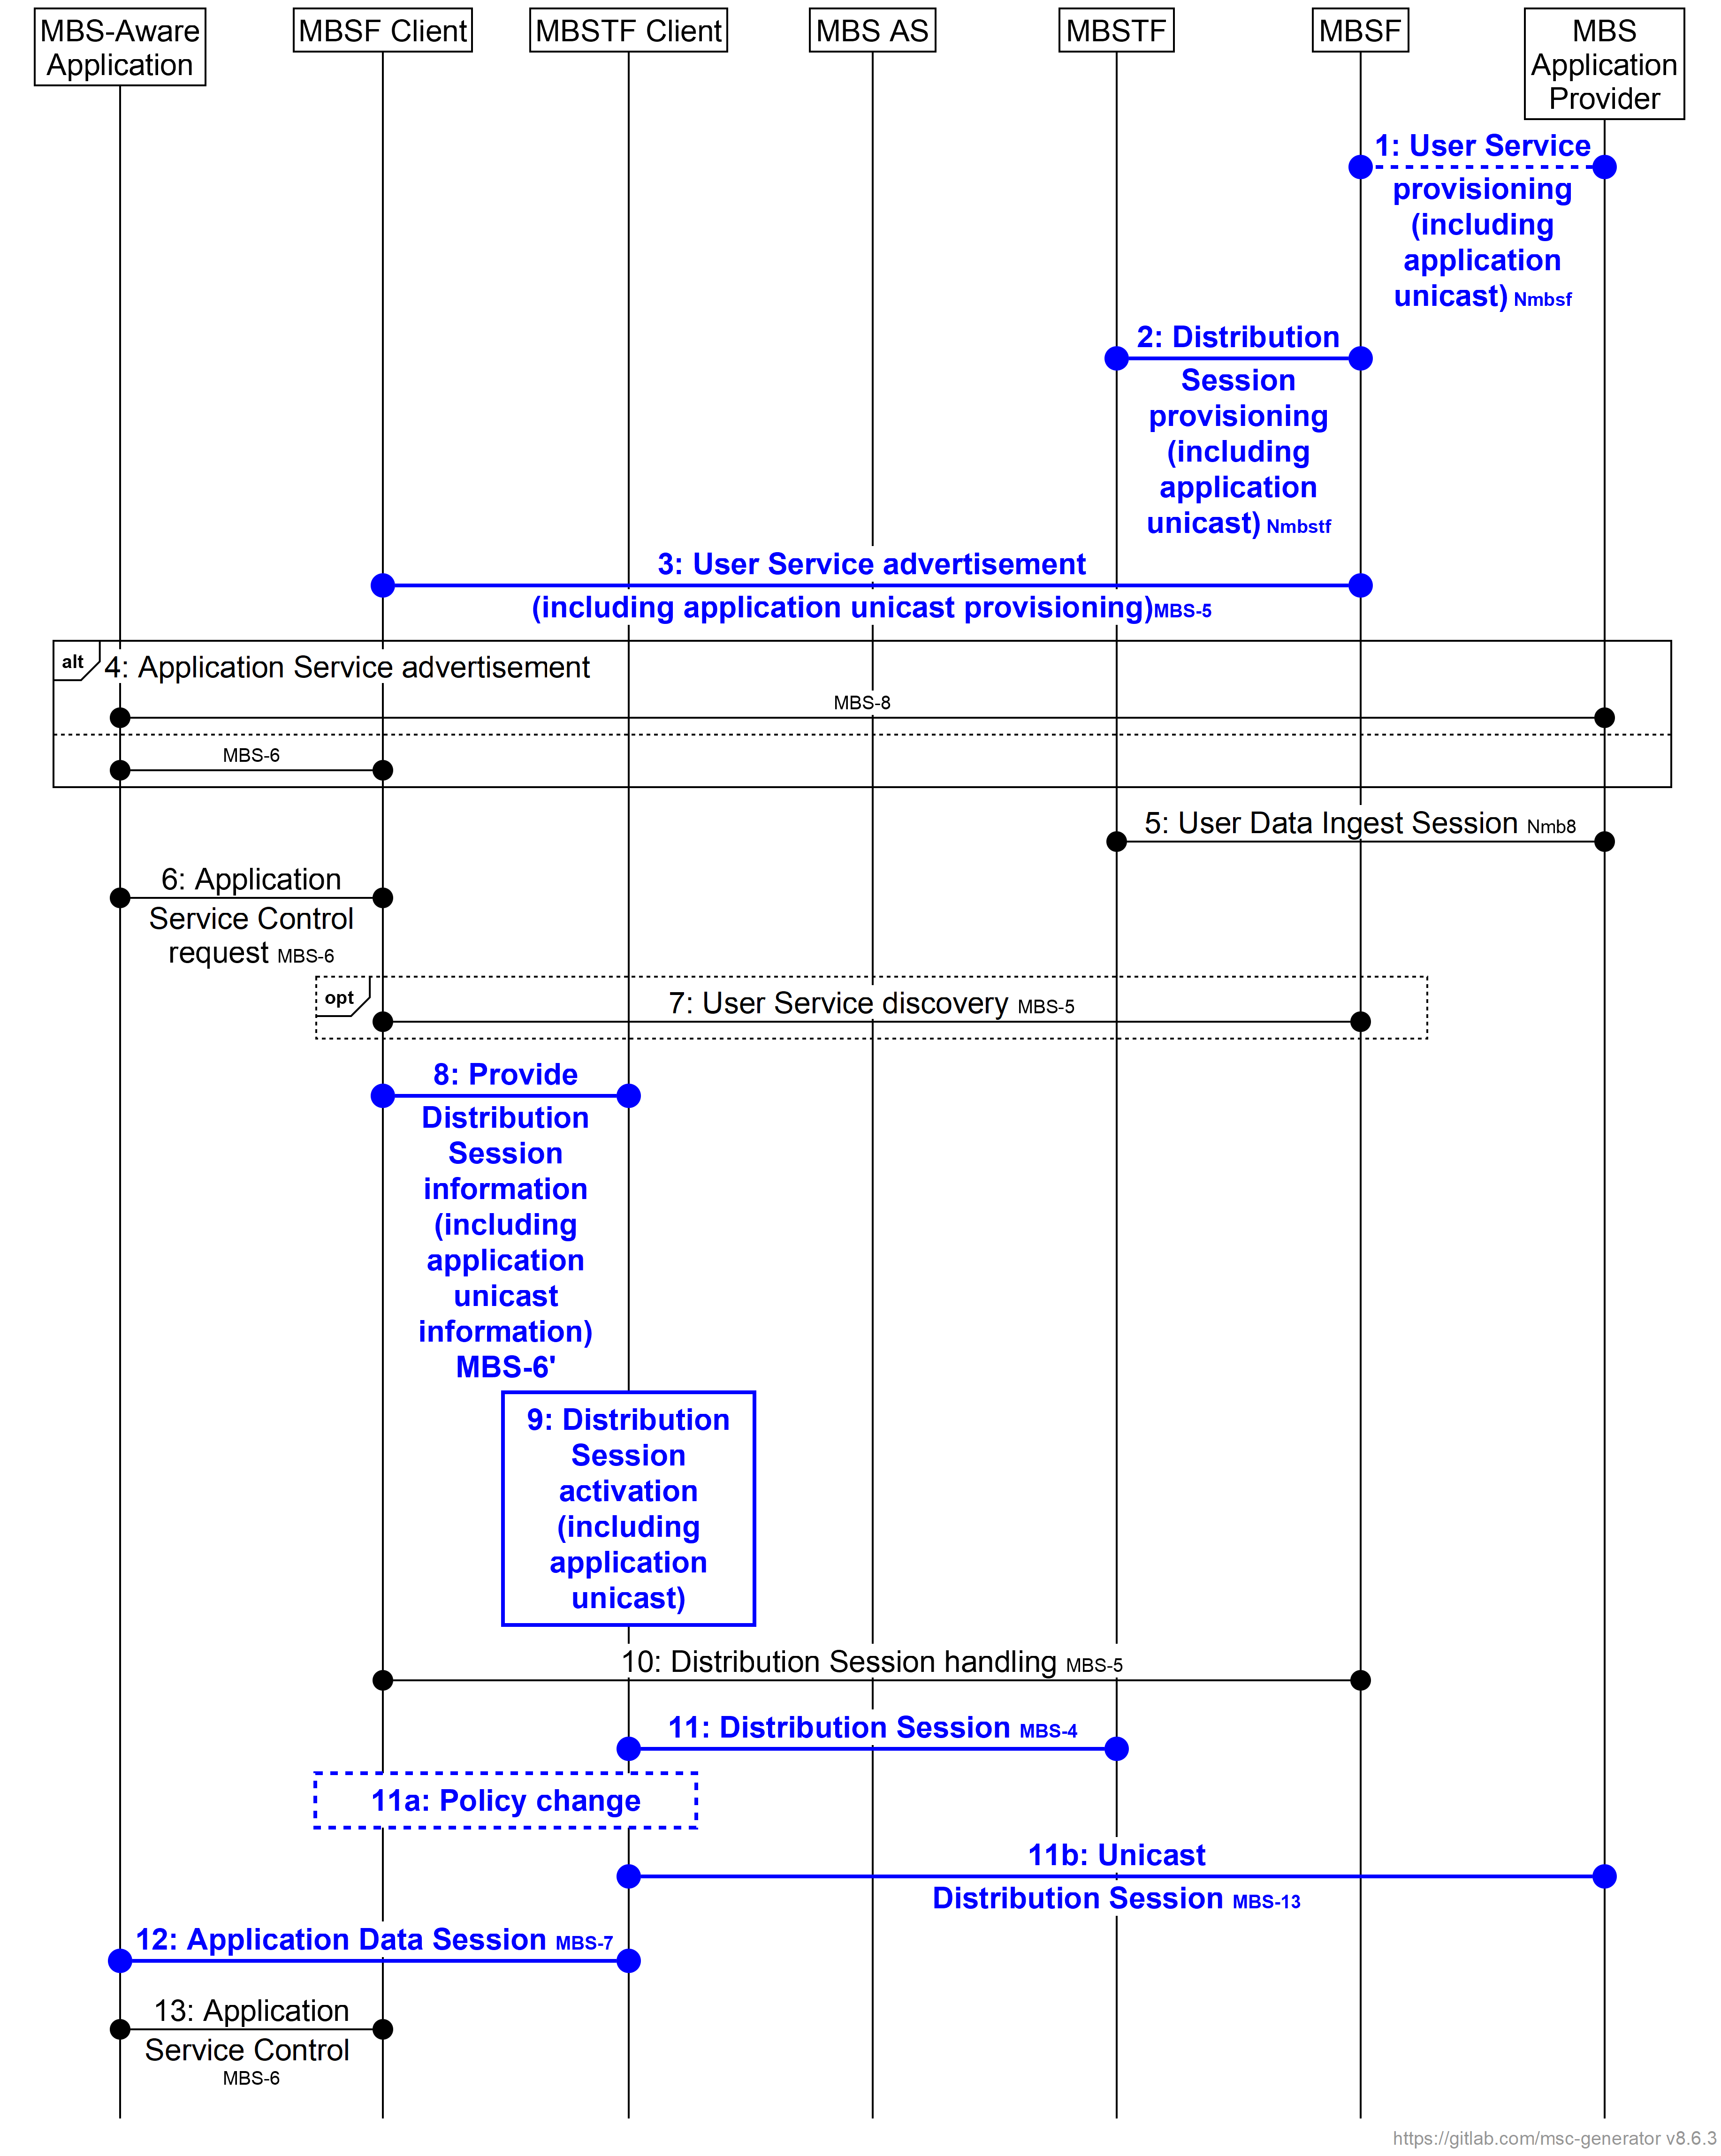 MBS-Aware
Application
MBSF Client
MBSTF Client
MBS AS
MBSTF
MBSF
MBS
Application
Provider
1: User Service
provisioning
(including
application
unicast) Nmbsf
2: Distribution
Session
provisioning
(including
application
unicast) Nmbstf
3: User Service advertisement
(including application unicast provisioning)MBS-5
alt
4: Application Service advertisement
MBS-8
MBS-6
5: User Data Ingest Session Nmb8
6: Application
Service Control
request MBS-6
opt
7: User Service discovery MBS-5
8: Provide
Distribution
Session
information
(including
application
unicast
information)
MBS-6'
9: Distribution
Session
activation
(including
application
unicast)
10: Distribution Session handling MBS-5
11: Distribution Session MBS-4
11a: Policy change
11b: Unicast
Distribution Session MBS-13
12: Application Data Session MBS-7
13: Application
Service Control
MBS-6
https://gitlab.com/msc-generator v8.6.3